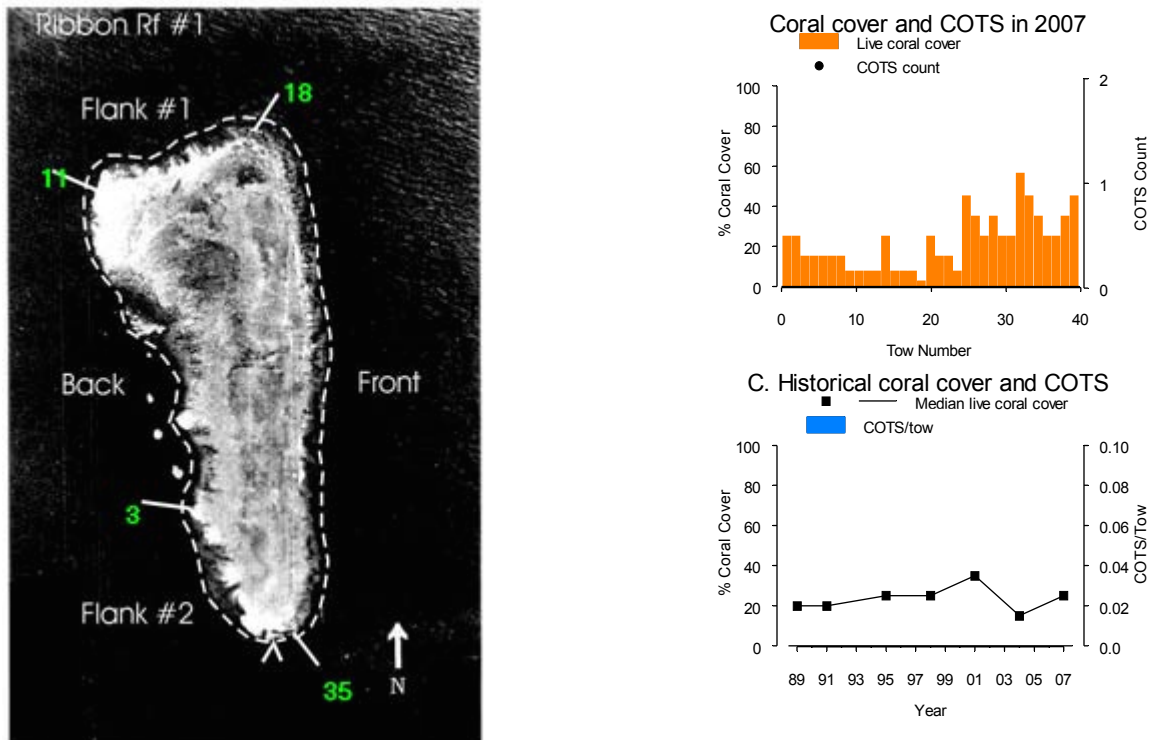 Ribbon Rf #1
18
Flank #1
11
Back
Front
3
Flank #2
N
35
Coral cover and COTS in 2007
Live coral cover
COTS count
100
80
60
40
20
0
% Coral Cover
2
1
0
COTS Count
0 10 20 30 40
Tow Number
C. Historical coral cover and COTS
Median live coral cover
COTS/tow
100
80
60
40
20
0
% Coral Cover
0.10
0.08
0.06
0.04
0.02
0.0
COTS/Tow
89 91 93 95 97 99 01 03 05 07
Year